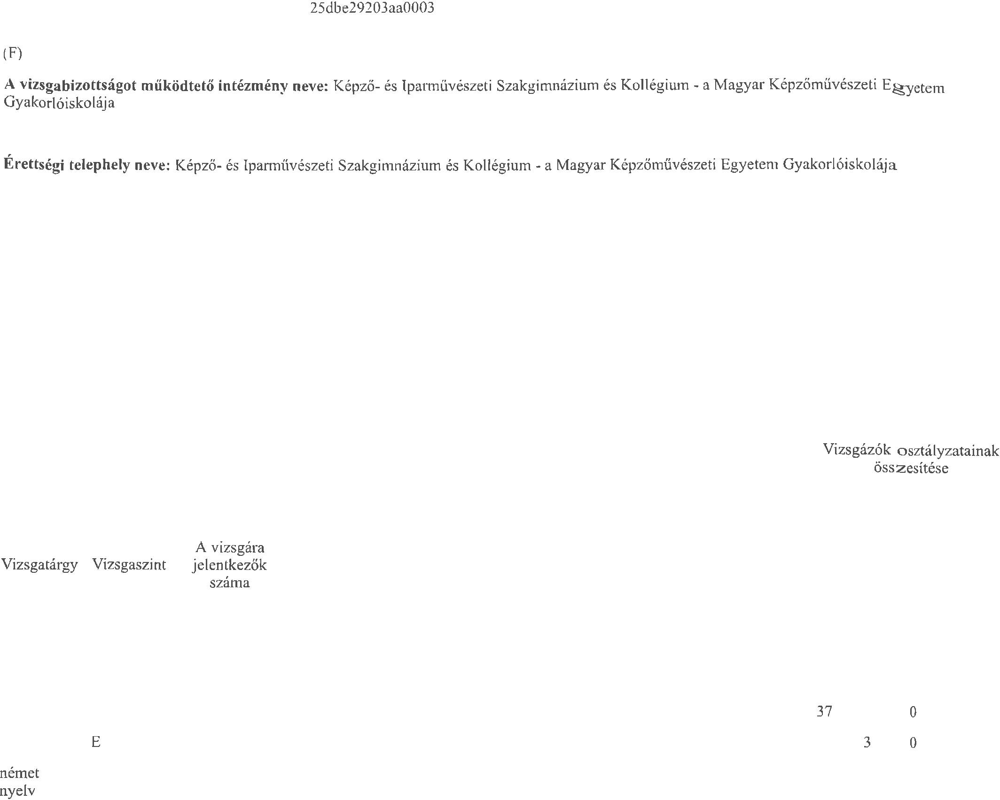 25dbe29203aa0003
(F)
A vizsgabizottságot működtető intézmény neve: Képző- és Iparművészeti Szakgimnázium és Kollégium - a Magyar Képzőművészeti Egyetem
Gyakorlóiskolája
Érettségi telephely neve: Képző- és Iparművészeti Szakgimnázium és Kollégium - a Magyar Képzőművészeti Egyetem Gyakorlóiskolája
Vizsgázók osztályzatainak
összesítése
A vizsgára
Vizsgatárgy Vizsgaszint jelentkezők
száma
37 0
E 3 0
német
nyelv